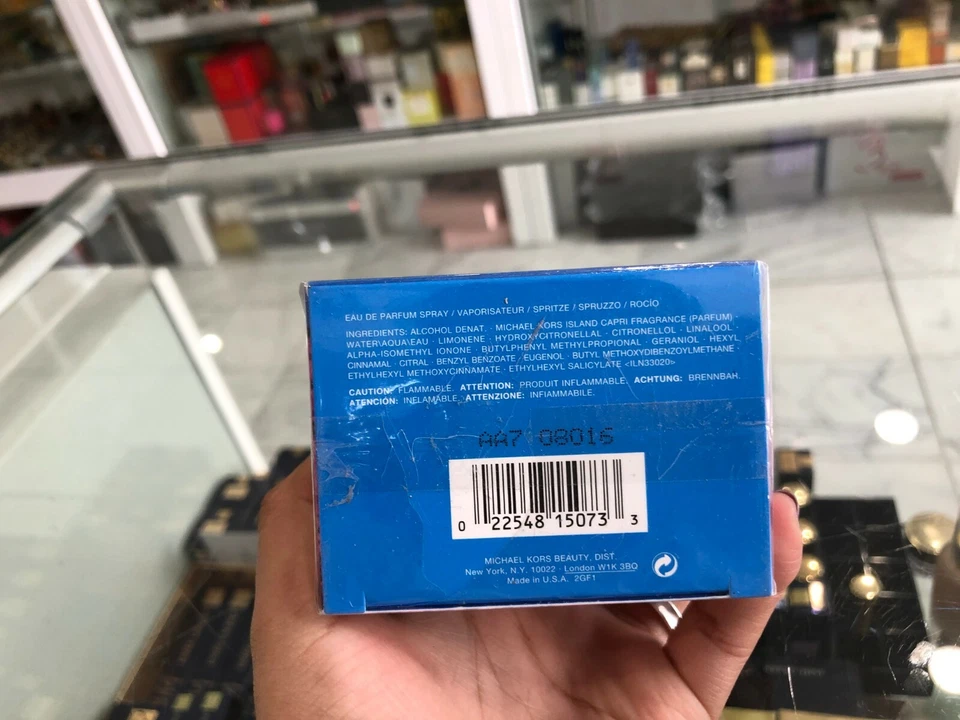 EAU DE PARFUM SPRAY / VAPORISATEUR / SPRITZE / SPRUZZO / ROCÍO
INGREDIENTS: ALCOHOL DENAT. · MICHAEL KORS ISLAND CAPRI FRAGRANCE (PARFUM) ·
WATER\AQUA\EAU · LIMONENE · HYDROXYCITRONELLAL · CITRONELLOL · LINALOOL ·
ALPHA-ISOMETHYL IONONE · BUTYLPHENYL METHYLPROPIONAL · GERANIOL · HEXYL
CINNAMAL · CITRAL · BENZYL BENZOATE · EUGENOL · BUTYL METHOXYDIBENZOYLMETHANE ·
ETHYLHEXYL METHOXYCINNAMATE · ETHYLHEXYL SALICYLATE <ILN33020>
CAUTION: FLAMMABLE. ATTENTION: PRODUIT INFLAMMABLE. ACHTUNG: BRENNBAR.
ATENCIÓN: INFLAMABLE. ATTENZIONE: INFIAMMABILE.
AA7 08016
0 22548 15073 3
MICHAEL KORS BEAUTY, DIST.
New York, N.Y. 10022 · London W1K 3BQ
Made in U.S.A. 2GF1